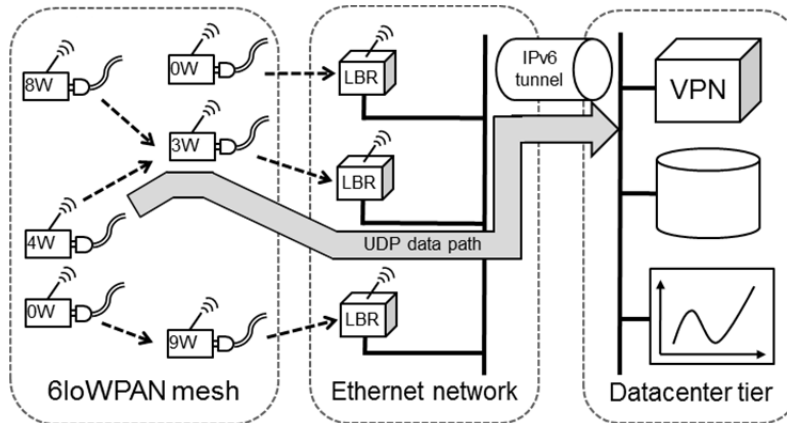 0W
8W
LBR
IPv6
tunnel
VPN
3W
LBR
4W
UDP data path
0W
9W
LBR
6loWPAN mesh
Ethernet network
Datacenter tier